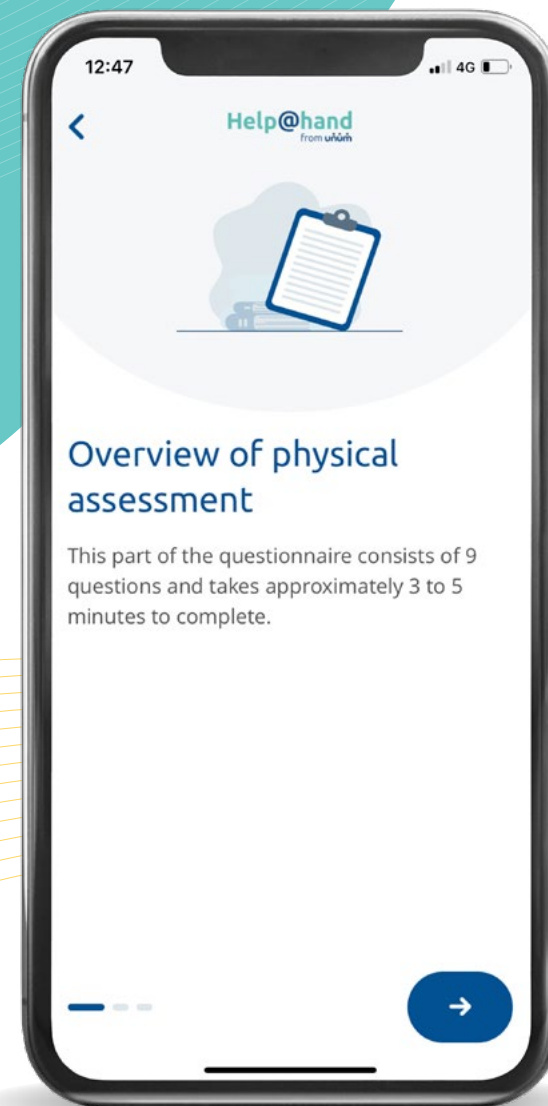 12:47
4G
Help@hand
from unum
Overview of physical
assessment
This part of the questionnaire consists of 9
questions and takes approximately 3 to 5
minutes to complete.